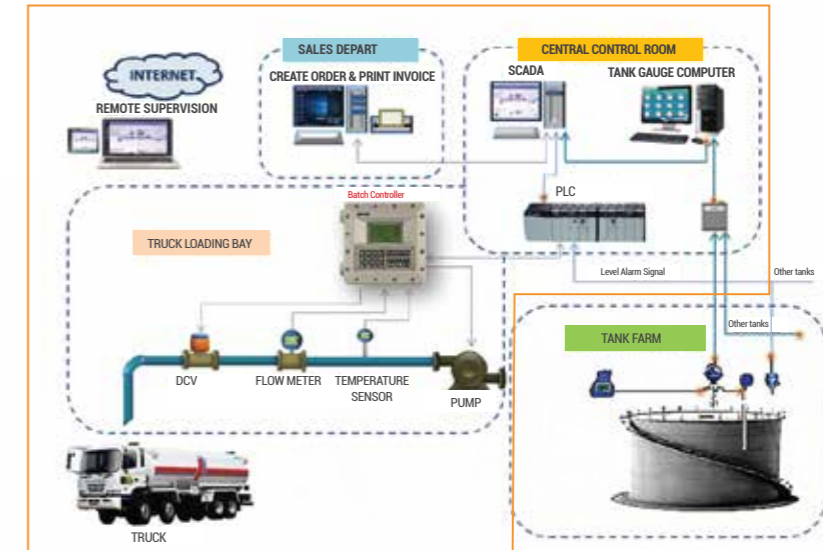 SALES DEPART
CREATE ORDER & PRINT INVOICE
CENTRAL CONTROL ROOM
SCADA
TANK GAUGE COMPUTER
INTERNET
REMOTE SUPERVISION
Batch Controller
PLC
TRUCK LOADING BAY
Level Alarm Signal
Other tanks
Other tanks
TANK FARM
DCV
FLOW METER
TEMPERATURE
SENSOR
PUMP
TRUCK